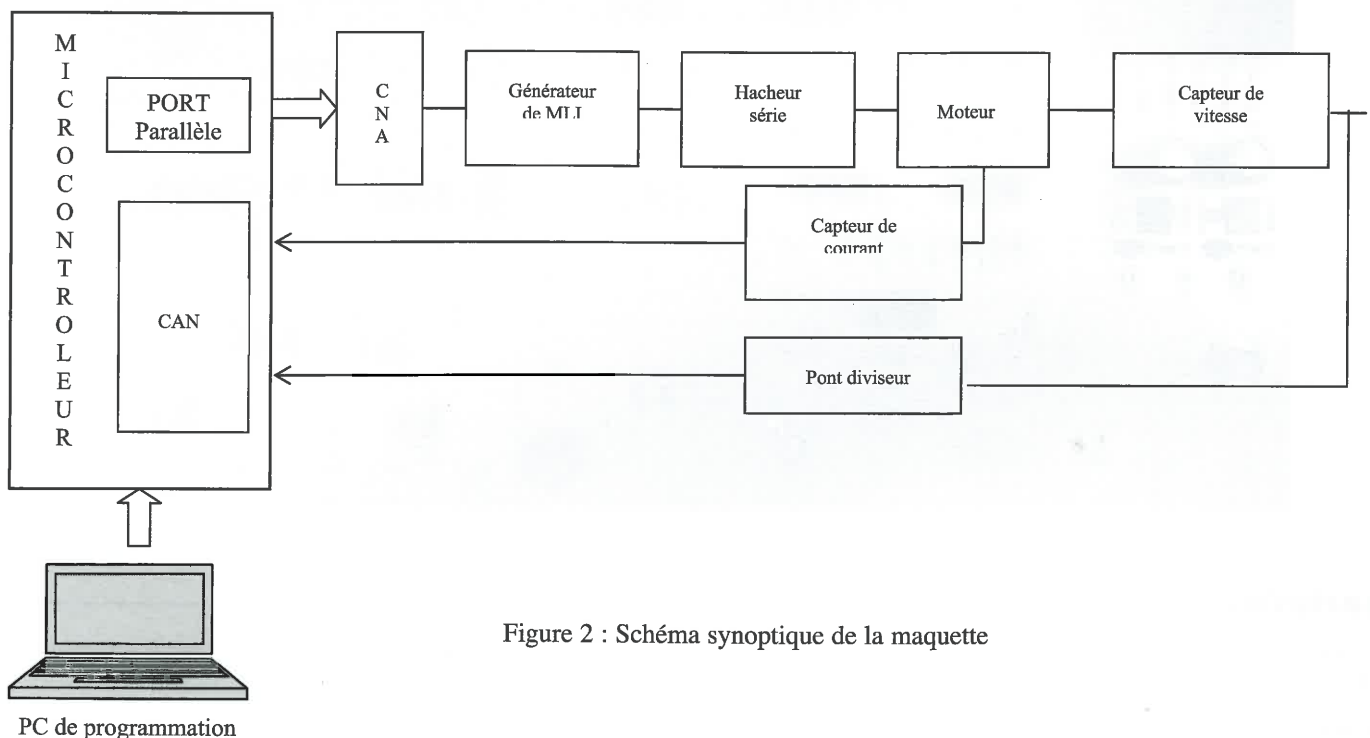 MICROCONTROLEUR
PORT
Parallèle
CAN
C
N
A
Générateur
de MLI
Hacheur
série
Moteur
Capteur de
vitesse
Capteur de
courant
Pont diviseur
Figure 2 : Schéma synoptique de la maquette
PC de programmation